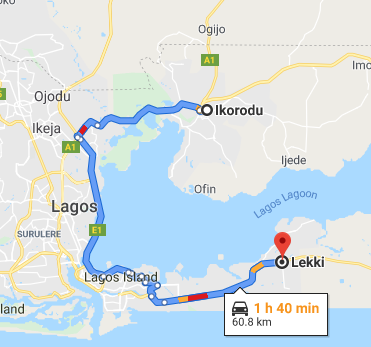 Ogijo
A1
Ikorodu
Imo
Ojodu
Ikeja
A1
Ijede
Ofin
Lagos Lagoon
Lagos
SURULERE
E1
Lagos Island
Lekki
1 h 40 min
60.8 km
sland